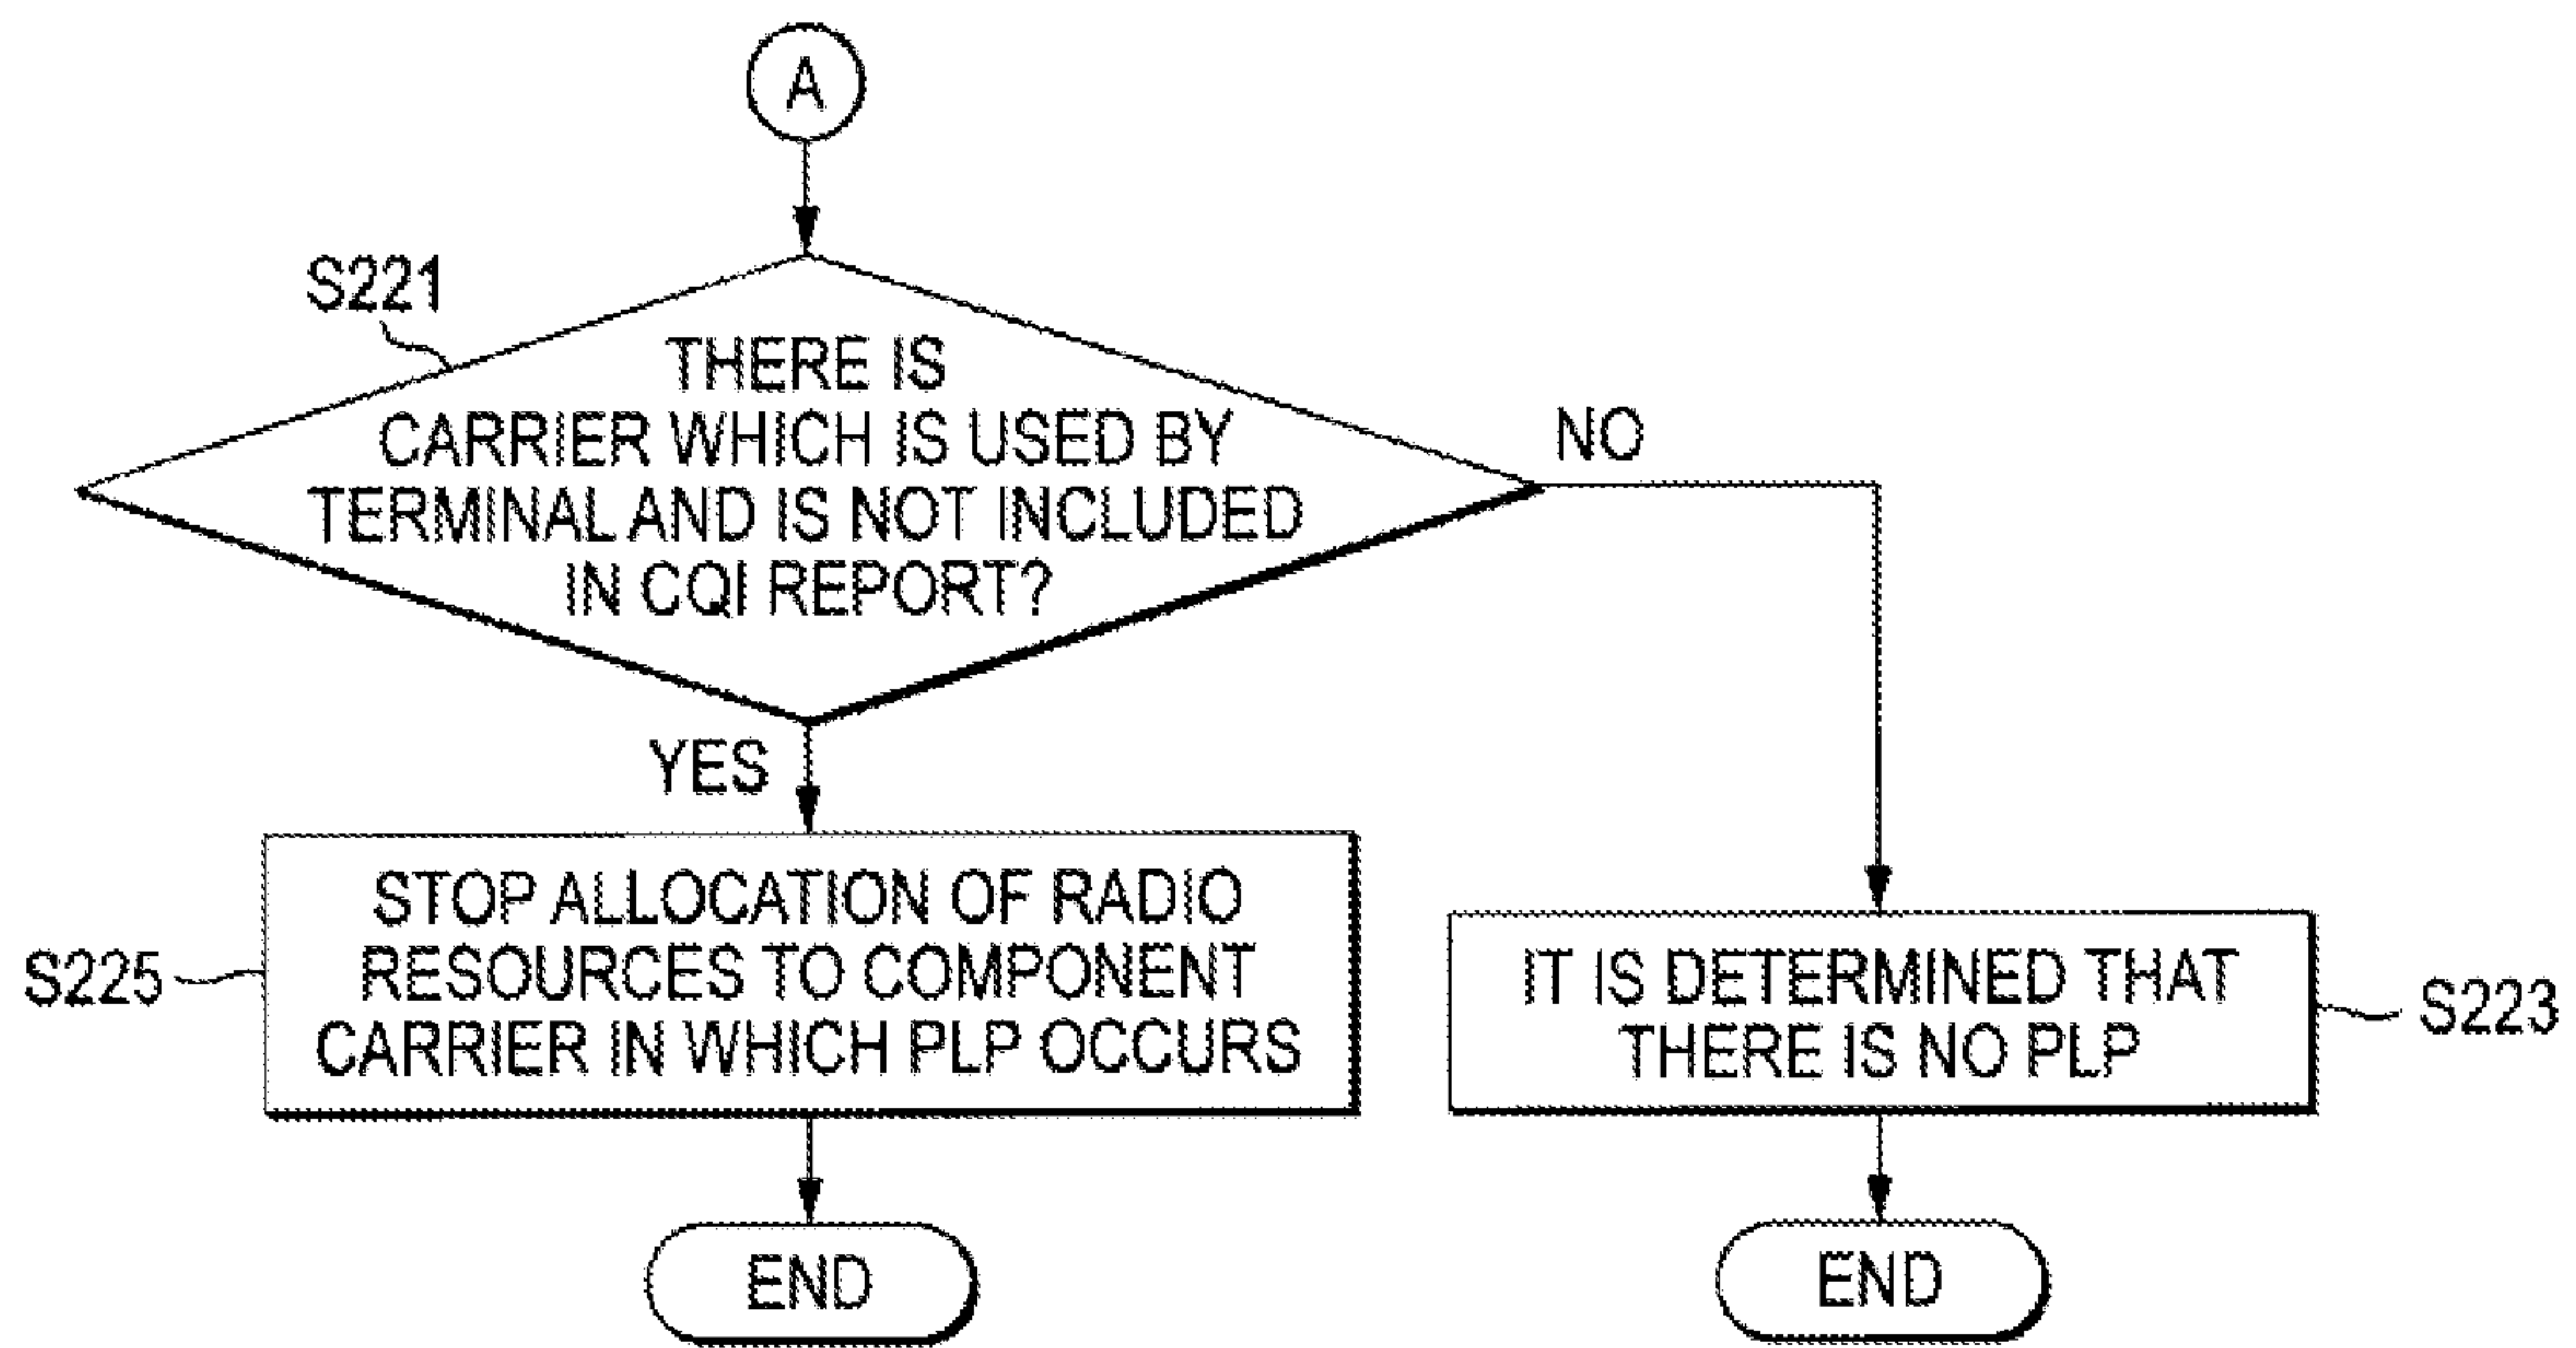 A
S221
THERE IS
CARRIER WHICH IS USED BY
TERMINAL AND IS NOT INCLUDED
IN CQI REPORT?
NO
YES
STOP ALLOCATION OF RADIO
RESOURCES TO COMPONENT
CARRIER IN WHICH PLP OCCURS
S225
IT IS DETERMINED THAT
THERE IS NO PLP
S223
END
END